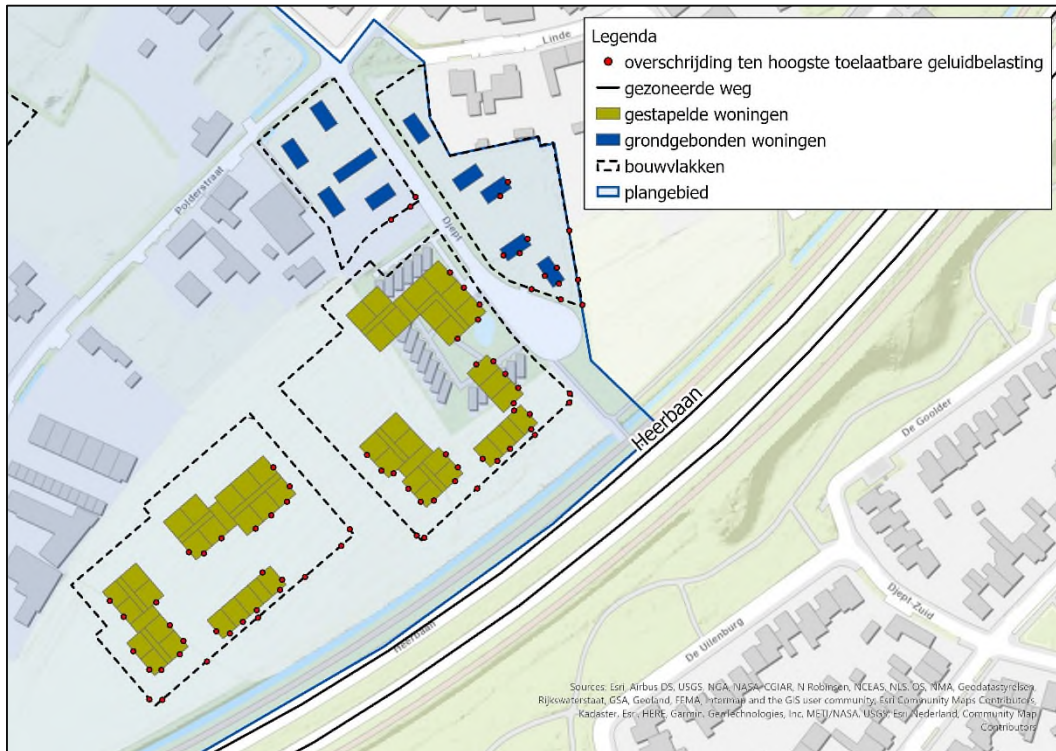 Linde
Legenda
overschrijding ten hoogste toelaatbare geluidbelasting
gezoneerde weg
gestapelde woningen
grondgebonden woningen
bouwvlakken
plangebied
Polderstraat
Djept
Heerbaan
De Goolder
Djept-Zuid
De Uilenburg
Heerbaan
Sources: Esri, Airbus DS, USGS, NGA, NASA, CGIAR, N Robinson, NCEAS, NLS, OS, NMA, Geodatastyrelsen,
Rijkswaterstaat, GSA, Geoland, FEMA, Intermap and the GIS user community, Esri Community Maps Contributors,
Kadaster, Esri, HERE, Garmin, GeoTechnologies, Inc, METI/NASA, USGS, Esri Nederland, Community Map
Contributors